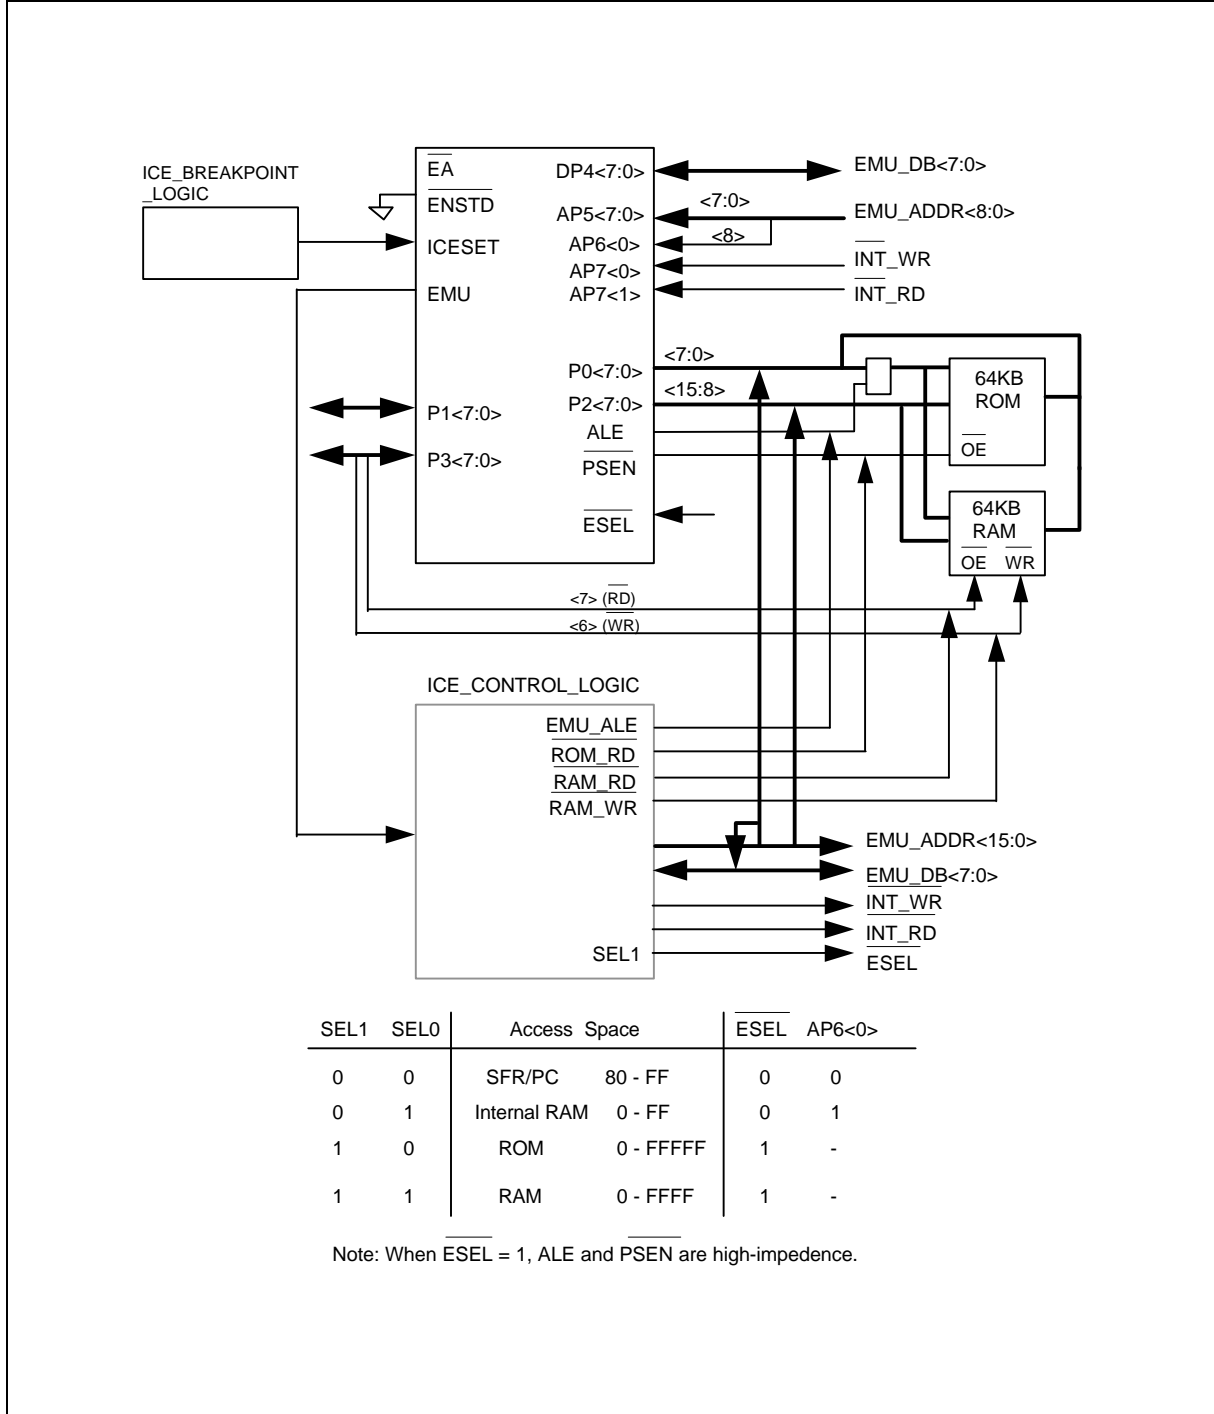 ICE_BREAKPOINT
_LOGIC
EA
ENSTD
ICESET
EMU
P1<7:0>
P3<7:0>
DP4<7:0>
AP5<7:0>
AP6<0>
AP7<0>
AP7<1>
P0<7:0>
P2<7:0>
ALE
PSEN
ESEL
EMU_DB<7:0>
<7:0>
EMU_ADDR<8:0>
<8>
INT_WR
INT_RD
<7:0>
<15:8>
64KB
ROM
OE
64KB
RAM
OE WR
<7> (RD)
<6> (WR)
ICE_CONTROL_LOGIC
EMU_ALE
ROM_RD
RAM_RD
RAM_WR
SEL1
EMU_ADDR<15:0>
EMU_DB<7:0>
INT_WR
INT_RD
ESEL
SEL1 SEL0 Access Space ESEL AP6<0>
0 0 SFR/PC 80 - FF 0 0
0 1 Internal RAM 0 - FF 0 1
1 0 ROM 0 - FFFFF 1 -
1 1 RAM 0 - FFFF 1 -
Note: When ESEL = 1, ALE and PSEN are high-impedence.